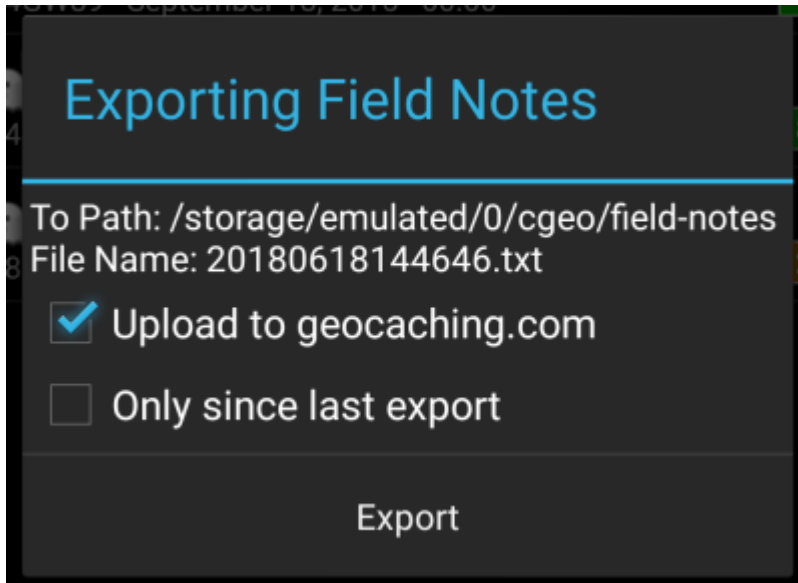 Exporting Field Notes
To Path: /storage/emulated/0/cgeo/field-notes
File Name: 20180618144646.txt
Upload to geocaching.com
Only since last export
Export